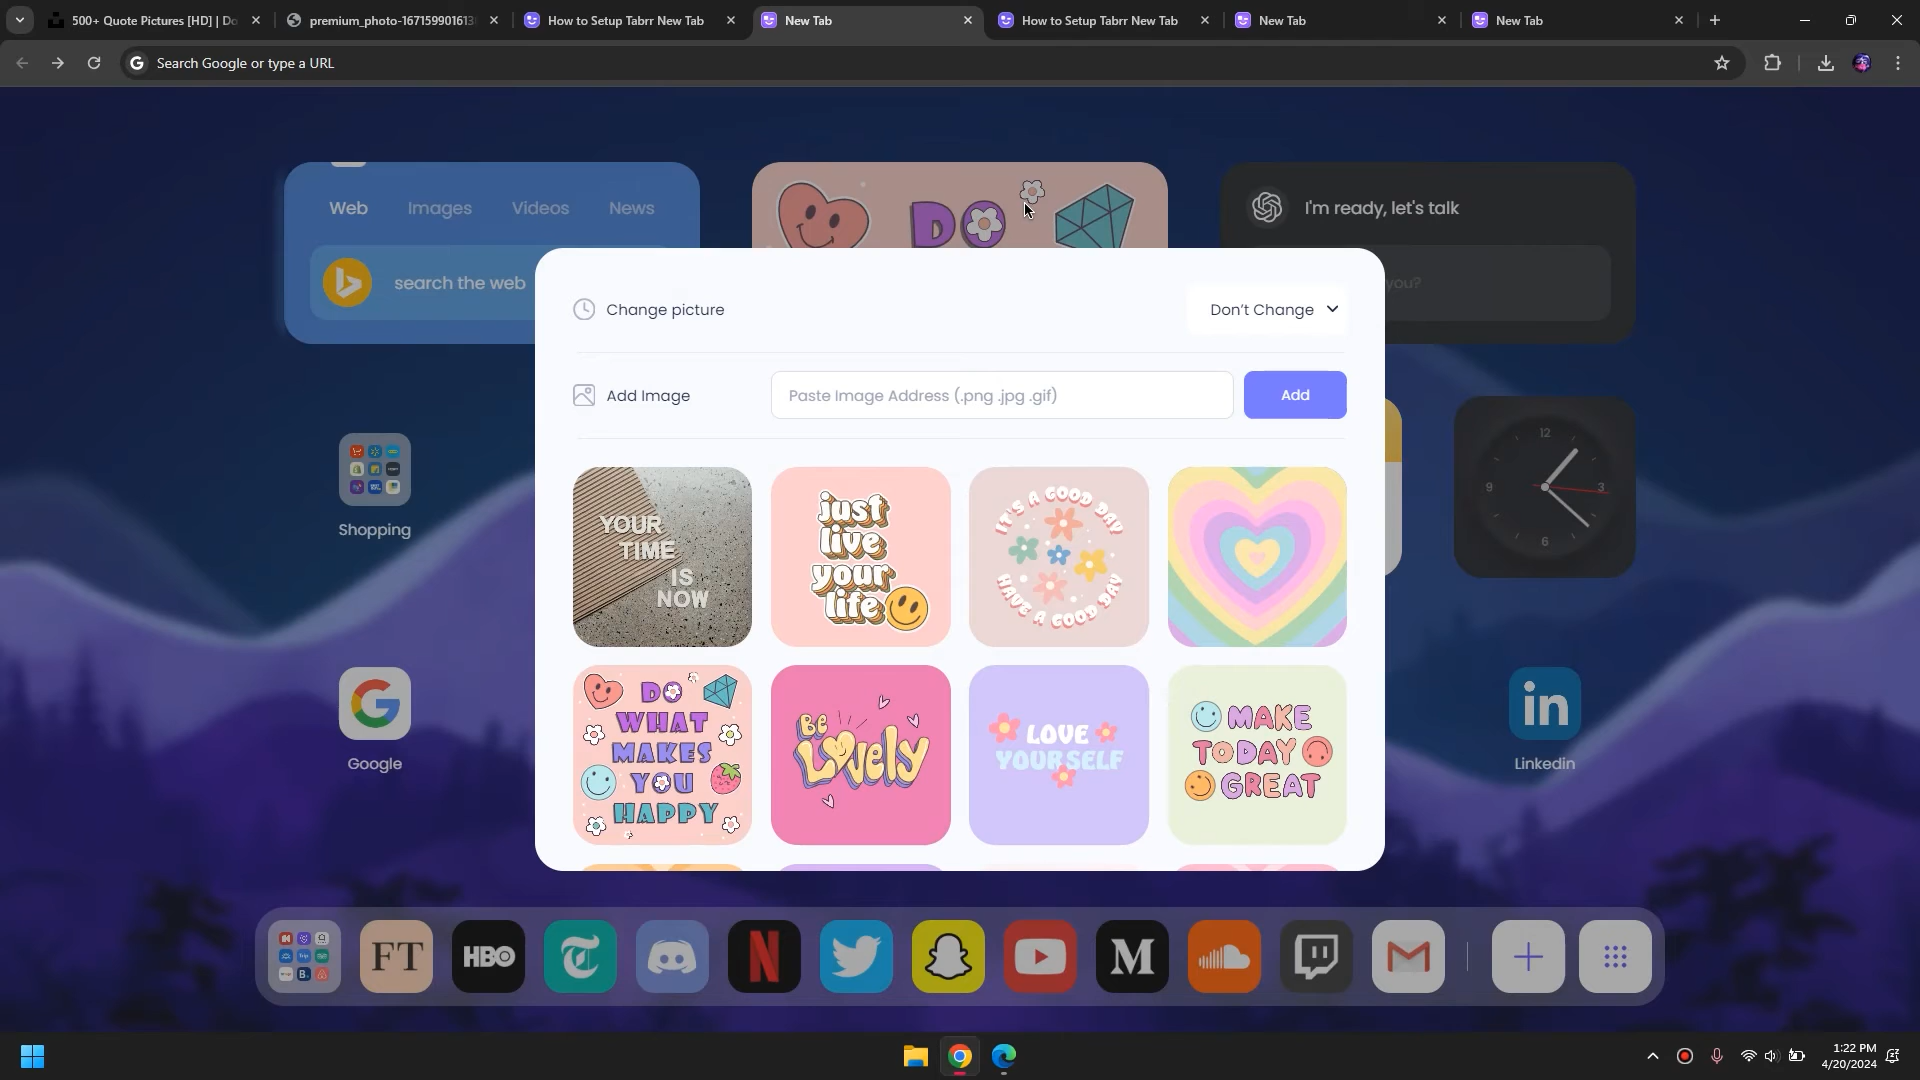 500+ Quote Pictures [HD] | Do
premium_photo-1671599016130
How to Setup Tabrr New Tab
New Tab
How to Setup Tabrr New Tab
New Tab
New Tab
Search Google or type a URL
Web
Images
Videos
News
search the web
DO
I'm ready, let's talk
you?
Change picture
Don't Change
Add Image
Paste Image Address (.png .jpg .gif)
Add
YOUR
TIME
IS
NOW
just
live
your
life
IT'S A GOOD DAY
HAVE A GOOD DAY
DO
WHAT
MAKES
YOU
HAPPY
Be
Lovely
LOVE
YOURSELF
MAKE
TODAY
GREAT
12
3
6
9
Shopping
Google
in
Linkedin
FT
HBO
T
N
M
1:22 PM
4/20/2024